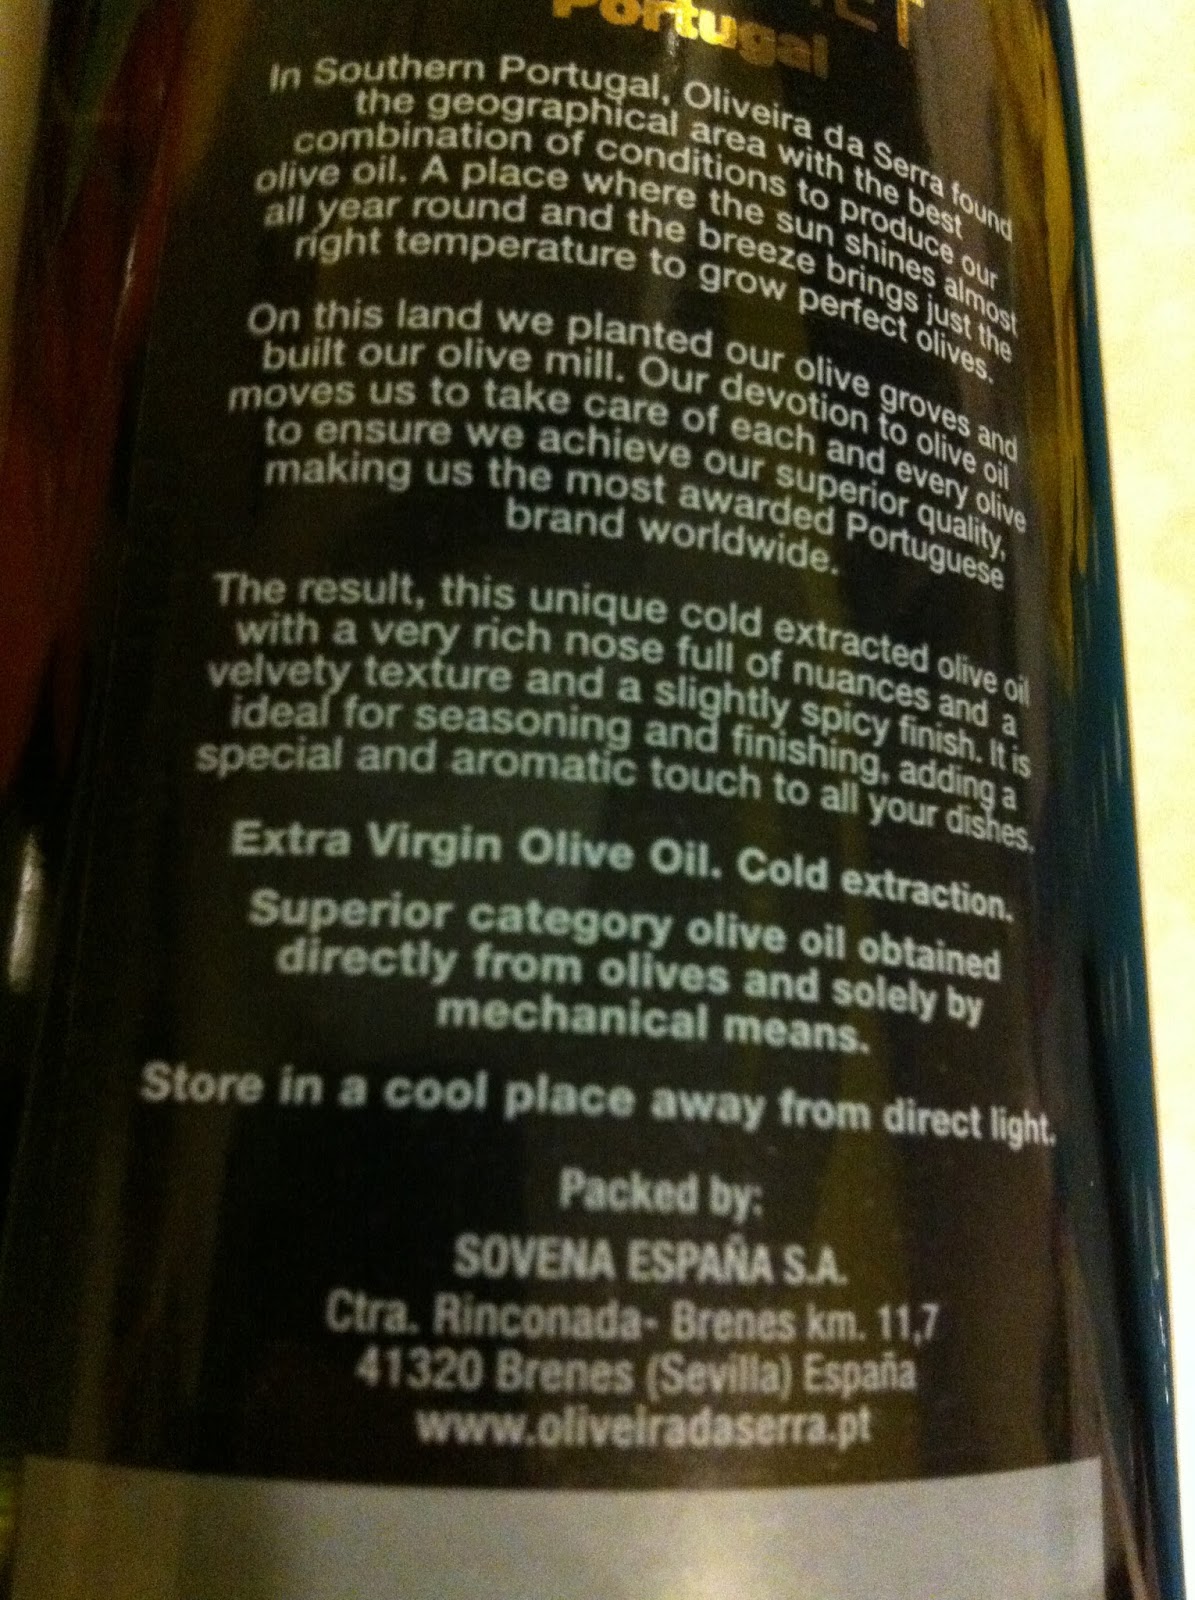 Portugal
In Southern Portugal, Oliveira da Serra found
the geographical area with the best
combination of conditions to produce our
olive oil. A place where the sun shines almost
all year round and the breeze brings just the
right temperature to grow perfect olives.
On this land we planted our olive groves and
built our olive mill. Our devotion to olive oil
moves us to take care of each and every olive
to ensure we achieve our superior quality,
making us the most awarded Portuguese
brand worldwide.
The result, this unique cold extracted olive oil
with a very rich nose full of nuances and a
velvety texture and a slightly spicy finish. It is
ideal for seasoning and finishing, adding a
special and aromatic touch to all your dishes.
Extra Virgin Olive Oil. Cold extraction.
Superior category olive oil obtained
directly from olives and solely by
mechanical means.
Store in a cool place away from direct light.
Packed by:
SOVENA ESPAÑA S.A.
Ctra. Rinconada- Brenes km. 11,7
41320 Brenes (Sevilla) España
www.oliveiradaserra.pt